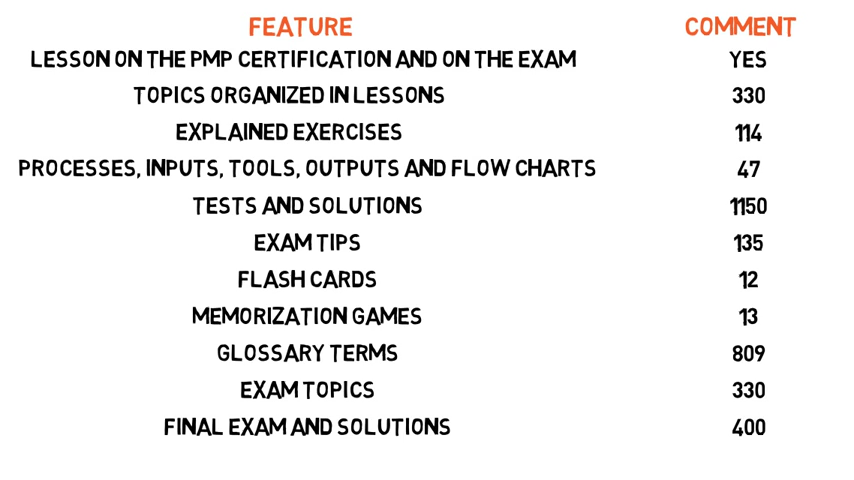 FEATURE COMMENT
LESSON ON THE PMP CERTIFICATION AND ON THE EXAM YES
TOPICS ORGANIZED IN LESSONS 330
EXPLAINED EXERCISES 114
PROCESSES, INPUTS, TOOLS, OUTPUTS AND FLOW CHARTS 47
TESTS AND SOLUTIONS 1150
EXAM TIPS 135
FLASH CARDS 12
MEMORIZATION GAMES 13
GLOSSARY TERMS 809
EXAM TOPICS 330
FINAL EXAM AND SOLUTIONS 400